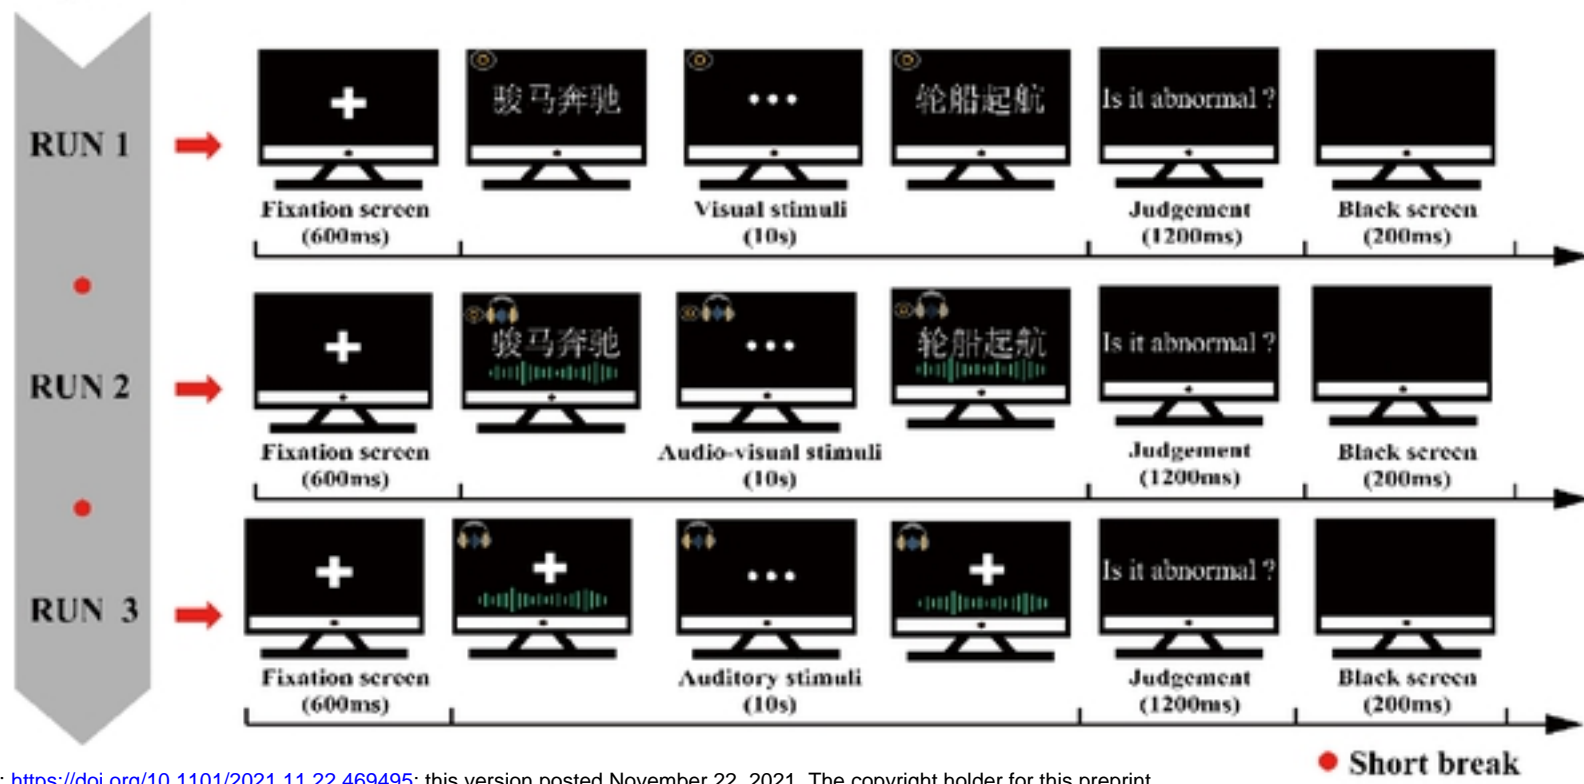 骏马奔驰
轮船起航
Is it abnormal ?
RUN 1
Fixation screen
(600ms)
Visual stimuli
(10s)
Judgement
(1200ms)
Black screen
(200ms)
骏马奔驰
轮船起航
Is it abnormal ?
RUN 2
Fixation screen
(600ms)
Audio-visual stimuli
(10s)
Judgement
(1200ms)
Black screen
(200ms)
Is it abnormal ?
RUN 3
Fixation screen
(600ms)
Auditory stimuli
(10s)
Judgement
(1200ms)
Black screen
(200ms)
Short break
: https://doi.org/10.1101/2021.11.22.469495; this version posted November 22, 2021. The copyright holder for this preprint